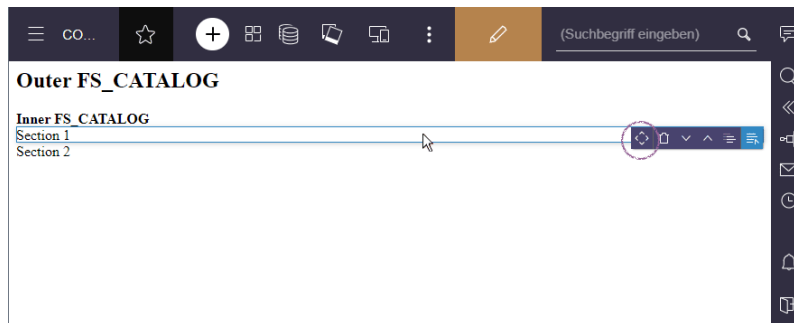 CO...
(Suchbegriff eingeben)
Outer FS_CATALOG
Inner FS_CATALOG
Section 1
Section 2